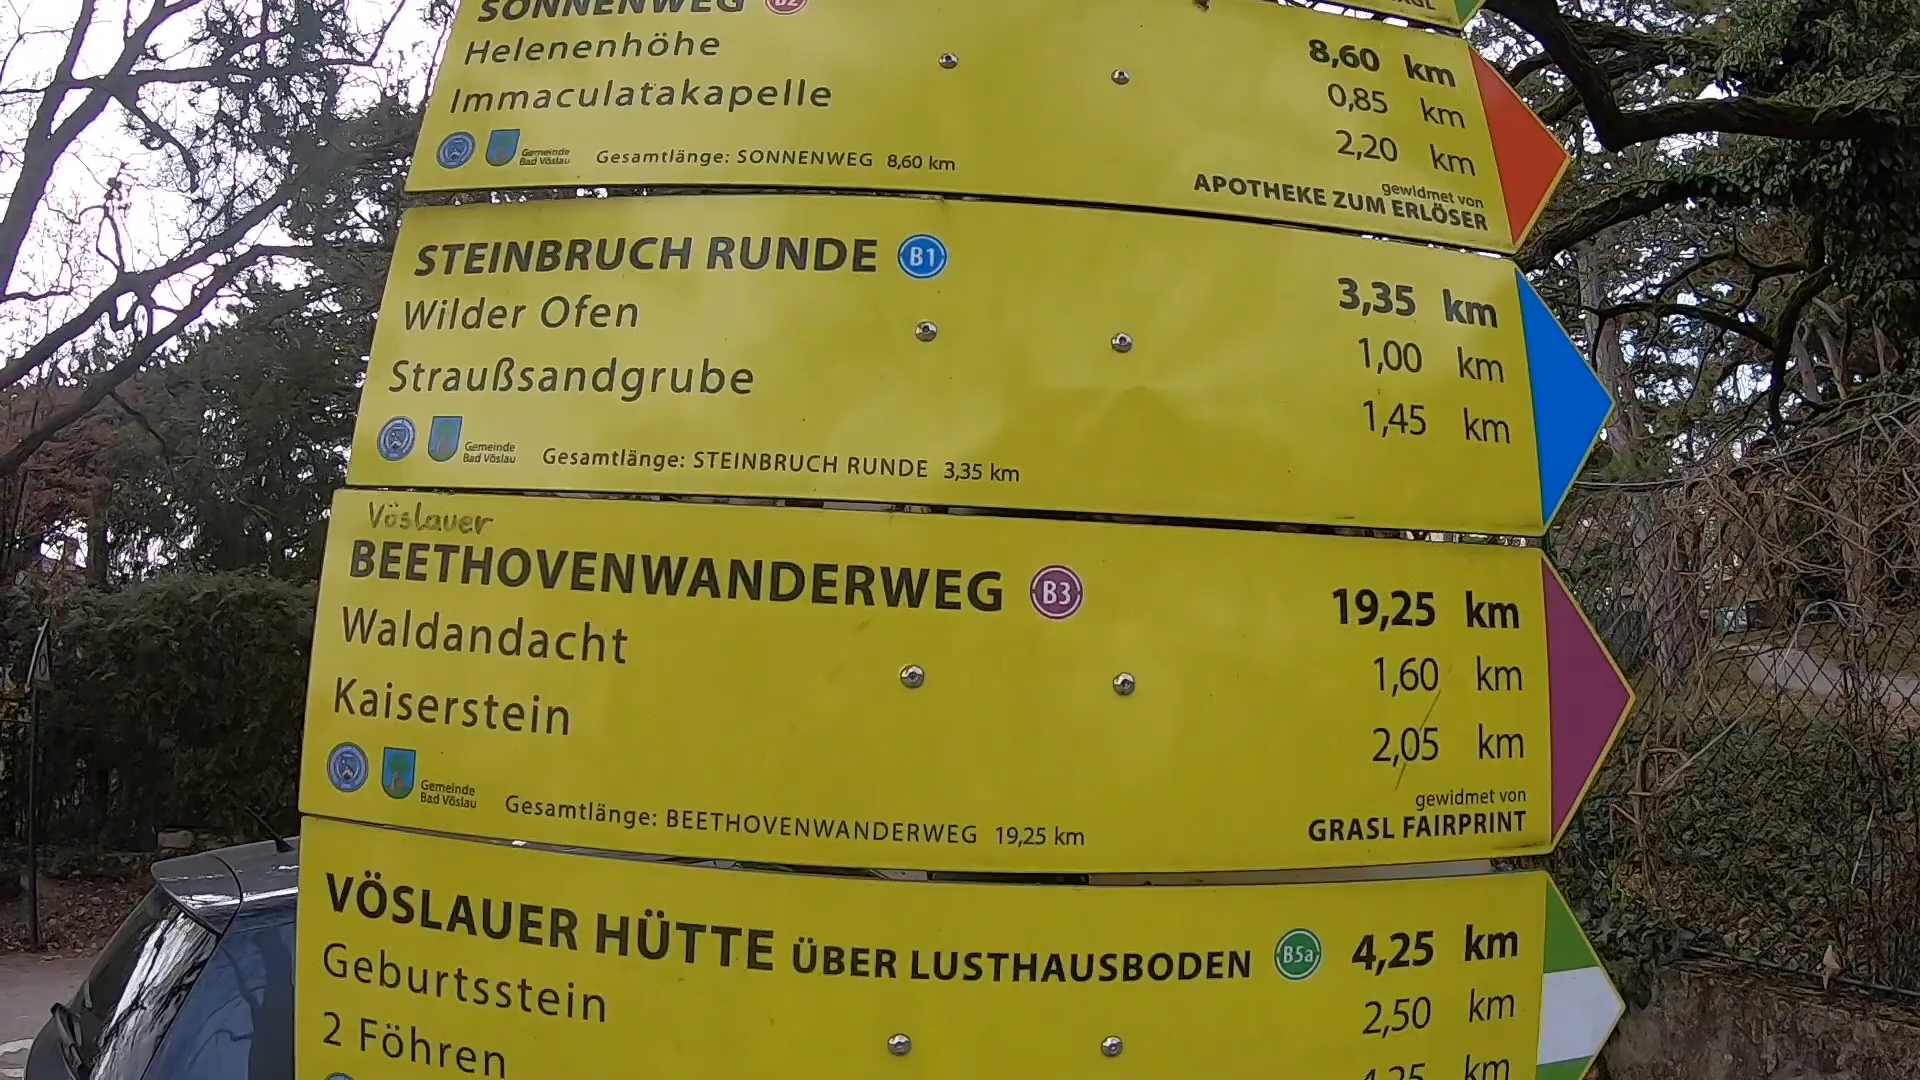 SONNENWEG B2 8,60 km
Helenenhöhe 0,85 km
Immaculatakapelle 2,20 km
Gemeinde
Bad Vöslau
Gesamtlänge: SONNENWEG 8,60 km
gewidmet von
APOTHEKE ZUM ERLÖSER
STEINBRUCH RUNDE B1 3,35 km
Wilder Ofen 1,00 km
Straußsandgrube 1,45 km
Gemeinde
Bad Vöslau
Gesamtlänge: STEINBRUCH RUNDE 3,35 km
Vöslauer
BEETHOVENWANDERWEG B3 19,25 km
Waldandacht 1,60 km
Kaiserstein 2,05 km
Gemeinde
Bad Vöslau
Gesamtlänge: BEETHOVENWANDERWEG 19,25 km
gewidmet von
GRASL FAIRPRINT
VÖSLAUER HÜTTE ÜBER LUSTHAUSBODEN B5a 4,25 km
Geburtsstein 2,50 km
2 Föhren 4,25 km